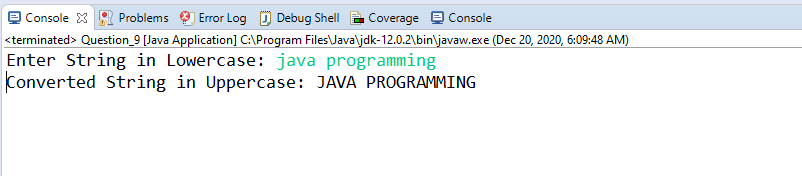 Console Problems Error Log Debug Shell Coverage Console
<terminated> Question_9 [Java Application] C:\Program Files\Java\jdk-12.0.2\bin\javaw.exe (Dec 20, 2020, 6:09:48 AM)
Enter String in Lowercase: java programming
Converted String in Uppercase: JAVA PROGRAMMING